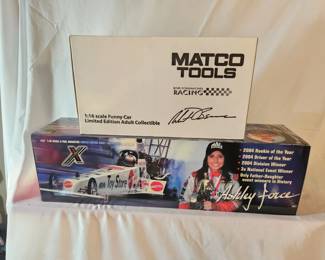 MATCO
TOOLS
RACING
1:16 scale Funny Car
Limited Edition Adult Collectible
• 2004 Rookie of the Year
• 2004 Driver of the Year
• 2004 Division Winner
• 3x National Event Winner
Only Father-Daughter
event winners in History
X
Toy Store
Ashley Force